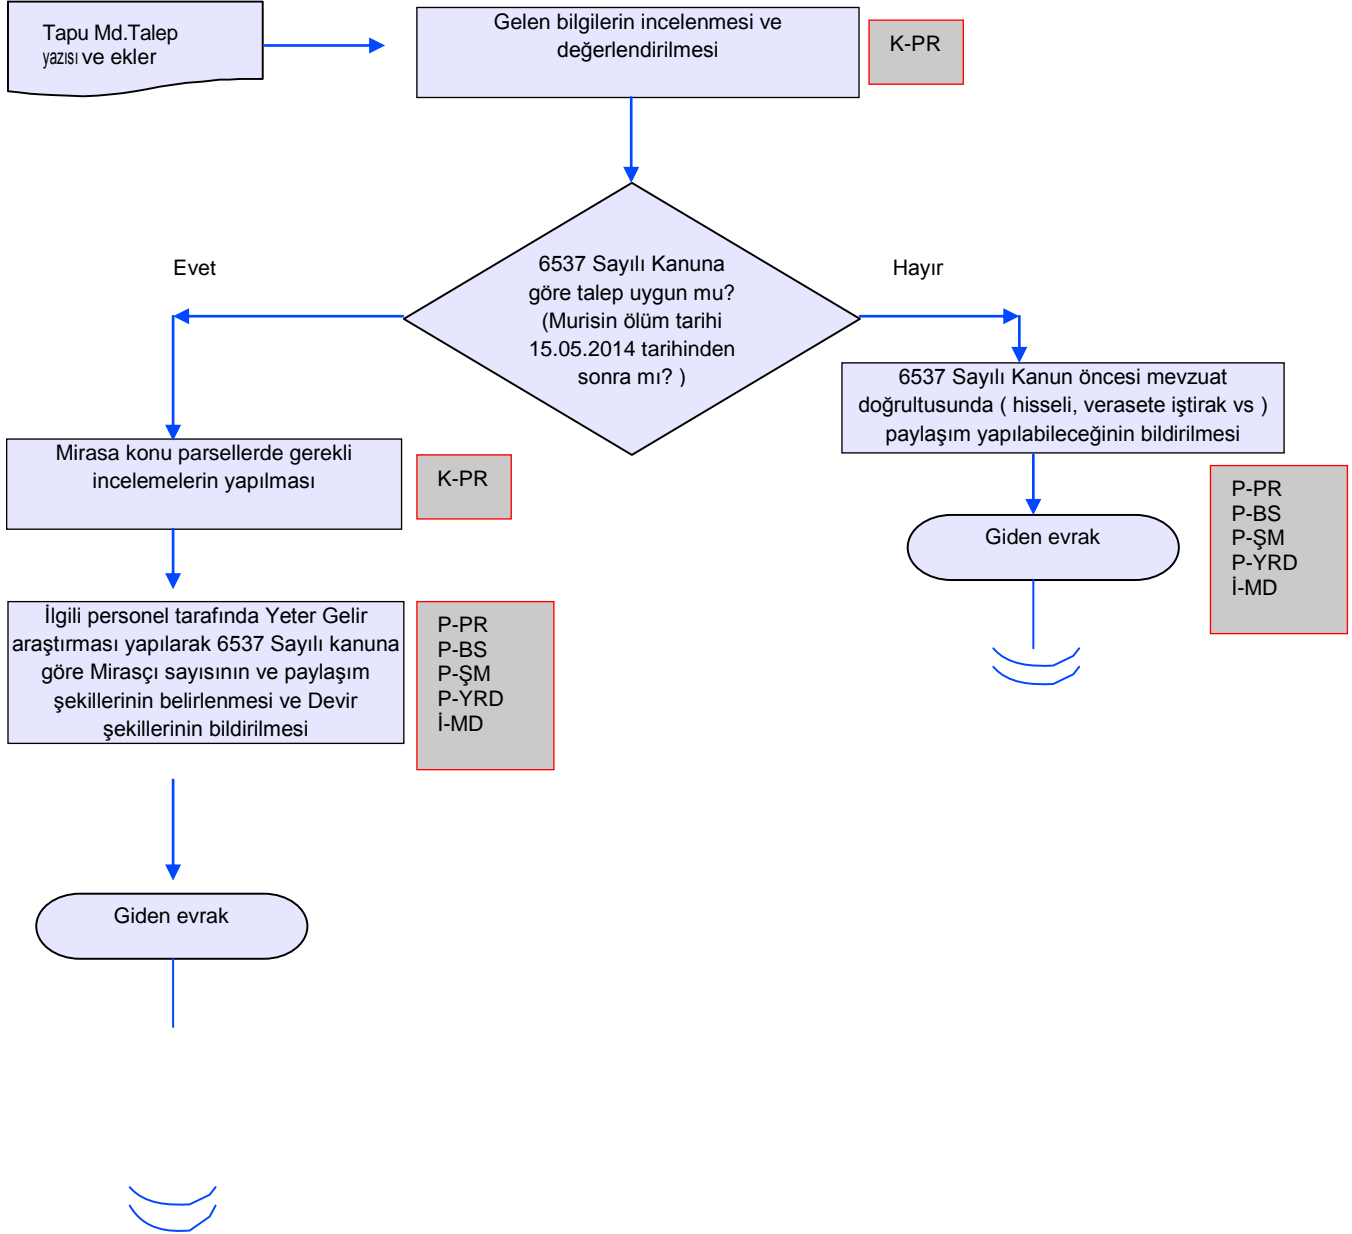 Tapu Md.Talep
yazısı ve ekler
Gelen bilgilerin incelenmesi ve
değerlendirilmesi
K-PR
Evet
6537 Sayılı Kanuna
göre talep uygun mu?
(Murisin ölüm tarihi
15.05.2014 tarihinden
sonra mı? )
Hayır
6537 Sayılı Kanun öncesi mevzuat
doğrultusunda ( hisseli, verasete iştirak vs )
paylaşım yapılabileceğinin bildirilmesi
Mirasa konu parsellerde gerekli
incelemelerin yapılması
K-PR
P-PR
P-BS
P-ŞM
P-YRD
İ-MD
Giden evrak
İlgili personel tarafında Yeter Gelir
araştırması yapılarak 6537 Sayılı kanuna
göre Mirasçı sayısının ve paylaşım
şekillerinin belirlenmesi ve Devir
şekillerinin bildirilmesi
P-PR
P-BS
P-ŞM
P-YRD
İ-MD
Giden evrak